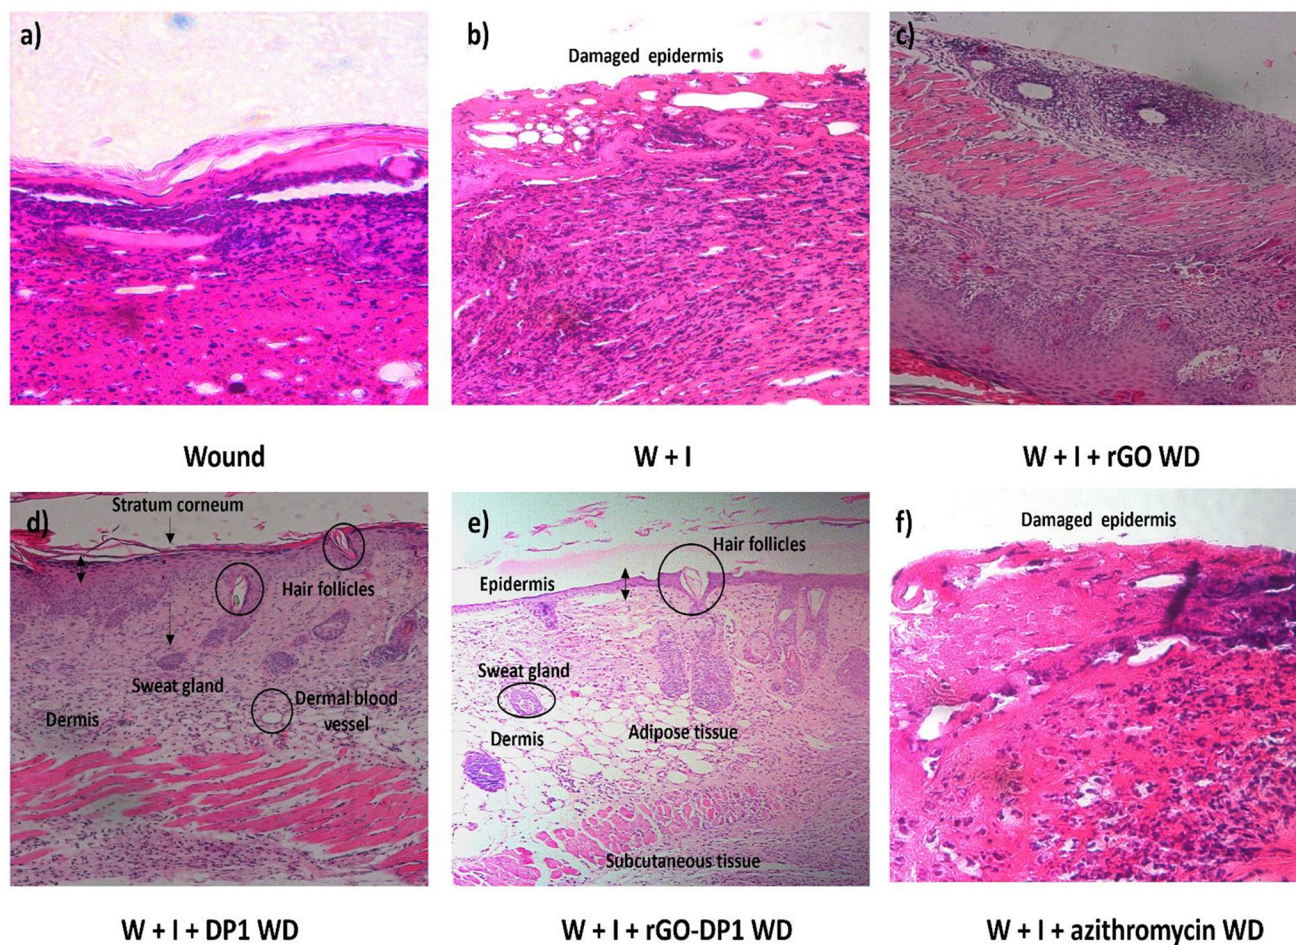 a)
b)
Damaged epidermis
c)
Wound
W + I
W + I + rGO WD
d)
Stratum corneum
Hair follicles
Sweat gland
Dermal blood
vessel
Dermis
e)
Hair follicles
Epidermis
Sweat gland
Dermis
Adipose tissue
Subcutaneous tissue
f)
Damaged epidermis
W + I + DP1 WD
W + I + rGO-DP1 WD
W + I + azithromycin WD